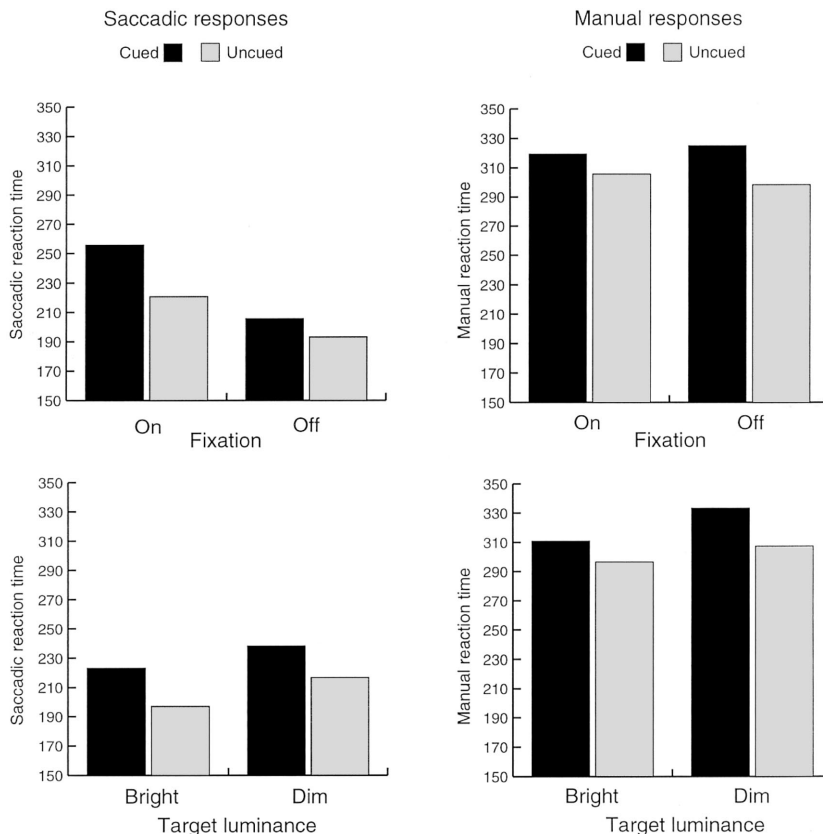 Saccadic responses
Cued Uncued
350
330
310
290
270
250
230
210
190
170
150
Saccadic reaction time
On Off
Fixation
Manual responses
Cued Uncued
350
330
310
290
270
250
230
210
190
170
150
Manual reaction time
On Off
Fixation
350
330
310
290
270
250
230
210
190
170
150
Saccadic reaction time
Bright Dim
Target luminance
350
330
310
290
270
250
230
210
190
170
150
Manual reaction time
Bright Dim
Target luminance